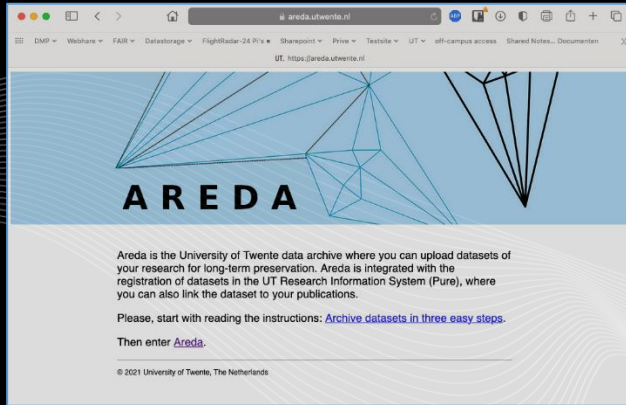 areda.utwente.nl
ABP
DMP Webhare FAIR Datastorage FlightRadar-24 Pi's Sharepoint Prive Testsite UT off-campus access Shared Notes... Documenten
UT. https://areda.utwente.nl
AREDA
Areda is the University of Twente data archive where you can upload datasets of
your research for long-term preservation. Areda is integrated with the
registration of datasets in the UT Research Information System (Pure), where
you can also link the dataset to your publications.
Please, start with reading the instructions: Archive datasets in three easy steps.
Then enter Areda.
© 2021 University of Twente, The Netherlands